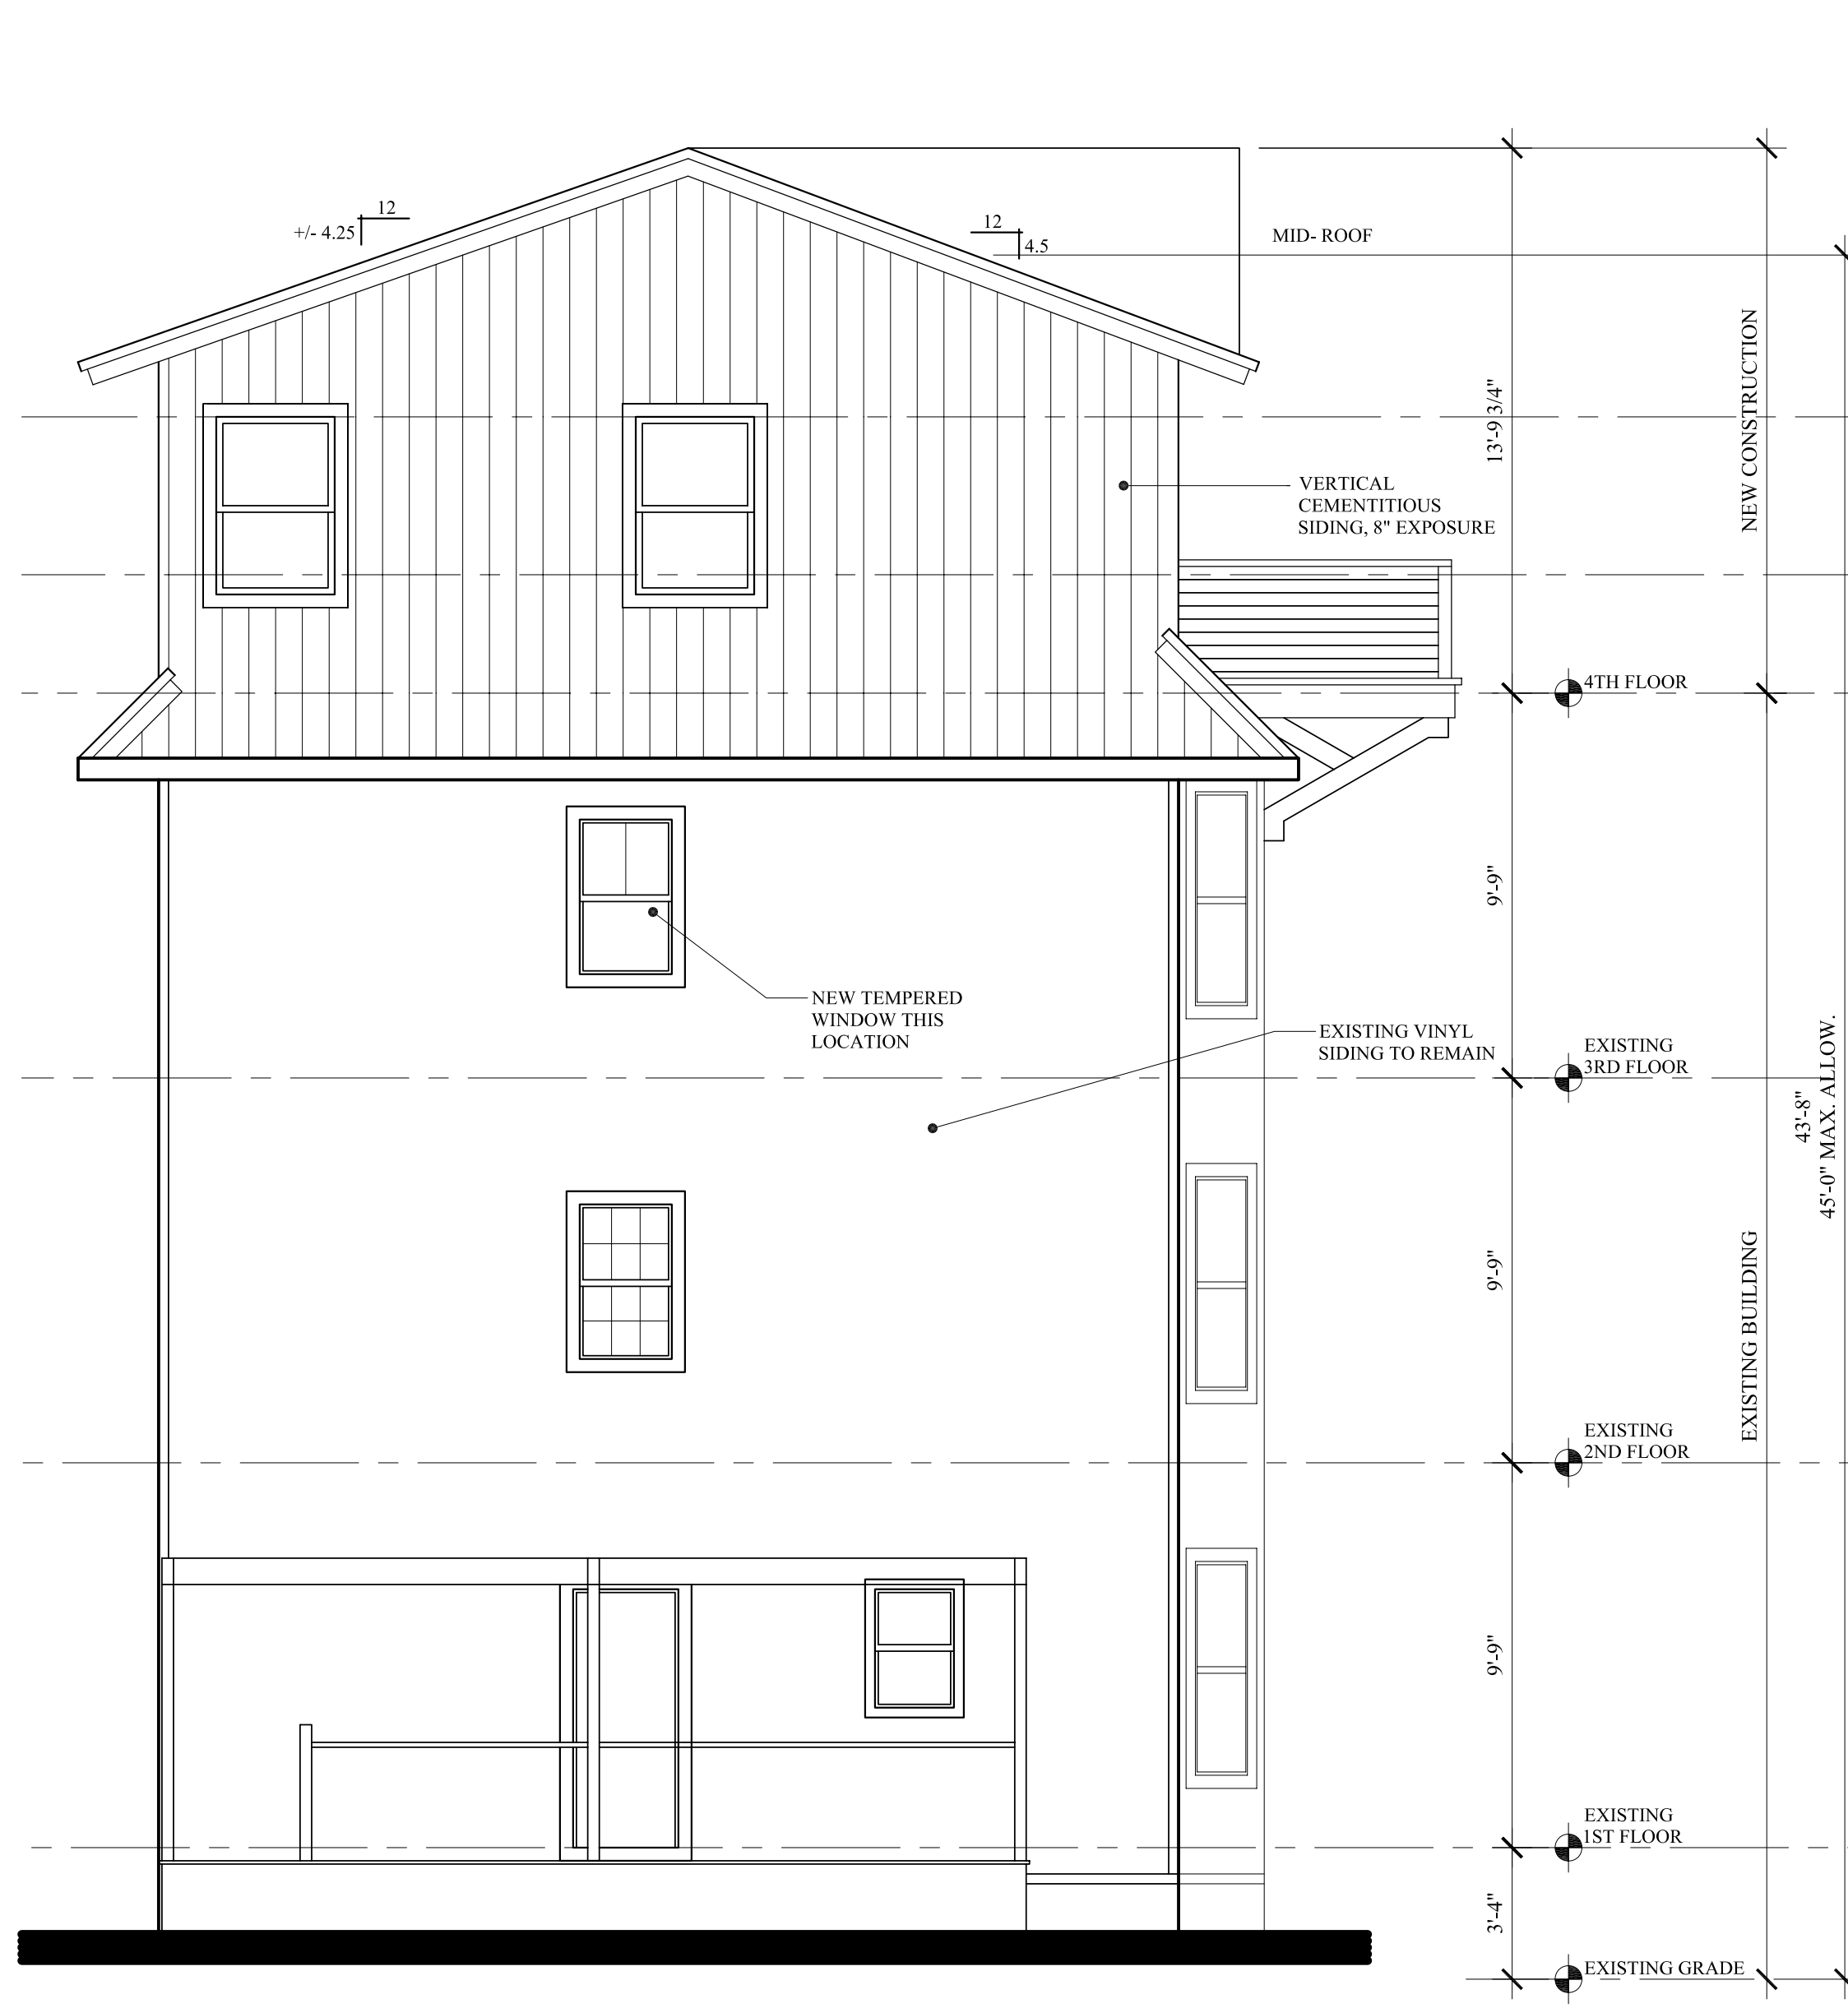 12
+/- 4.25
12
4.5
MID- ROOF
NEW CONSTRUCTION
13'-9 3/4"
VERTICAL
CEMENTITIOUS
SIDING, 8" EXPOSURE
4TH FLOOR
9'-9"
NEW TEMPERED
WINDOW THIS
LOCATION
EXISTING VINYL
SIDING TO REMAIN
EXISTING
3RD FLOOR
43'-8"
45'-0" MAX. ALLOW.
9'-9"
EXISTING BUILDING
EXISTING
2ND FLOOR
9'-9"
EXISTING
1ST FLOOR
3'-4"
EXISTING GRADE